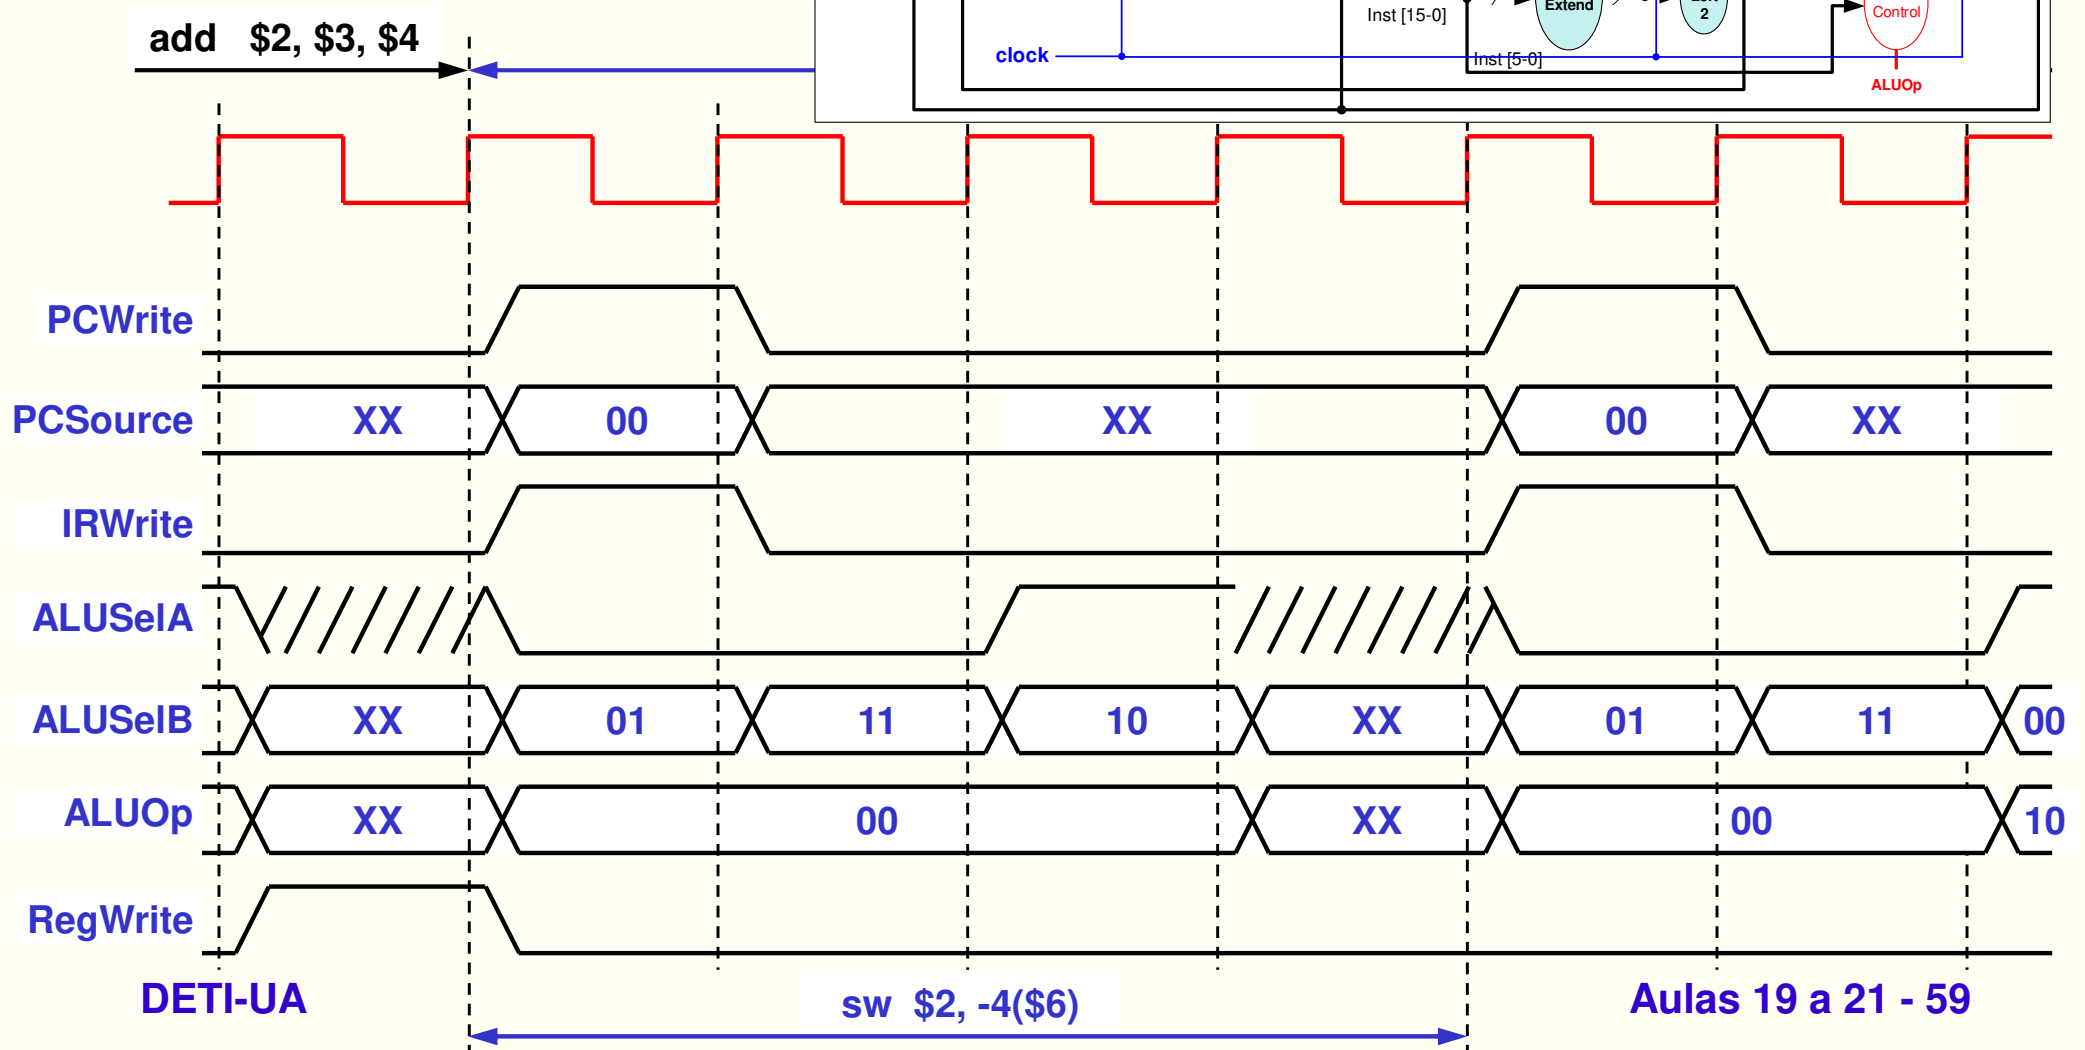 add $2, $3, $4
Extend
2
Inst [15-0]
Control
clock
Inst [5-0]
ALUOp
PCWrite
PCSource XX 00 XX 00 XX
IRWrite
ALUSelA
ALUSelB XX 01 11 10 XX 01 11 00
ALUOp XX 00 XX 00 10
RegWrite
DETI-UA
sw $2, -4($6)
Aulas 19 a 21 - 59